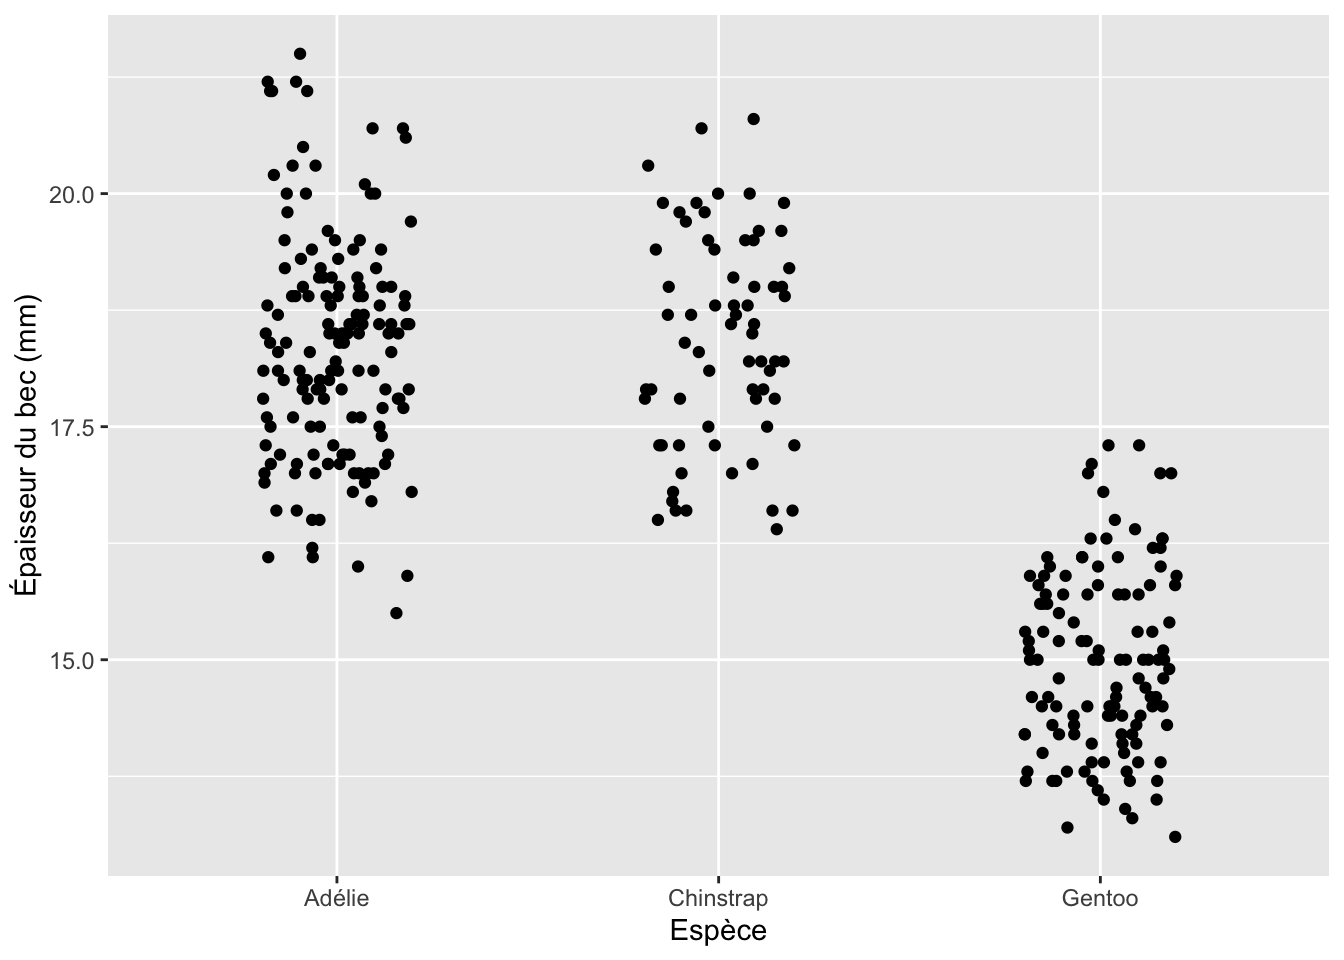 Épaisseur du bec (mm)
20.0
17.5
15.0
Adélie
Chinstrap
Gentoo
Espèce